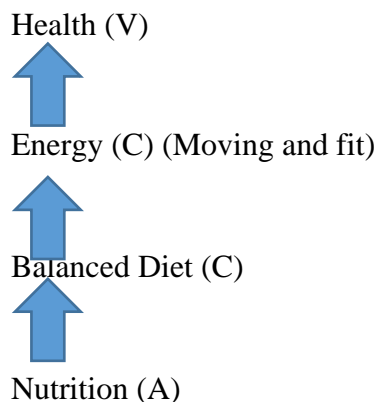 Health (V)
Energy (C) (Moving and fit)
Balanced Diet (C)
Nutrition (A)